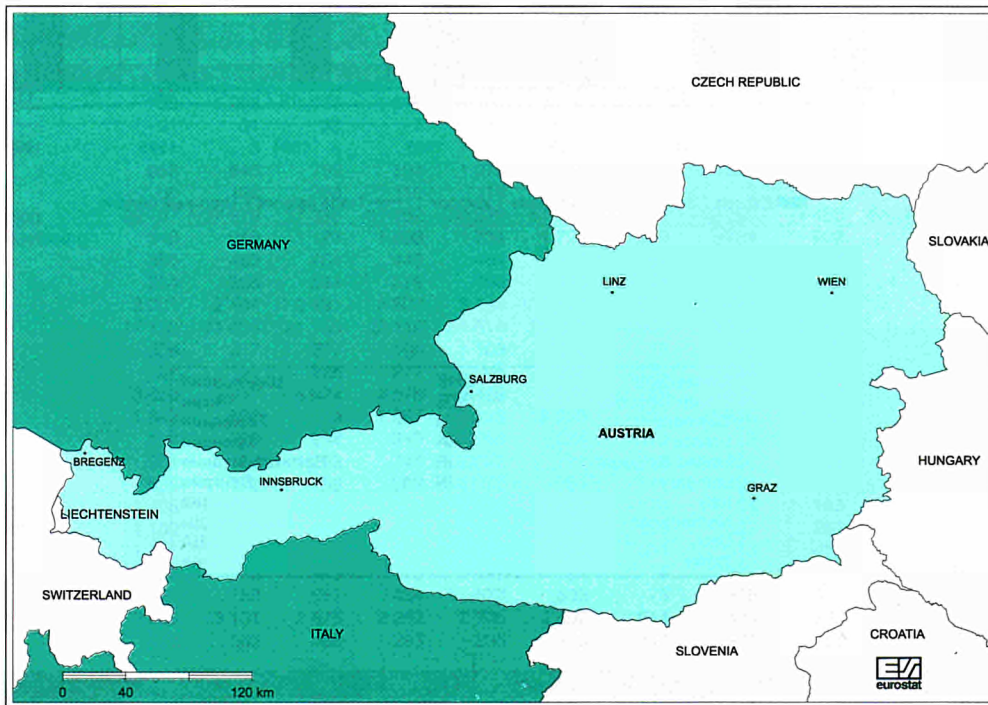 CZECH REPUBLIC
GERMANY
SLOVAKIA
LINZ
WIEN
SALZBURG
AUSTRIA
BREGENZ
HUNGARY
INNSBRUCK
GRAZ
LIECHTENSTEIN
SWITZERLAND
ITALY
SLOVENIA
CROATIA
eurostat
0 40 120 km